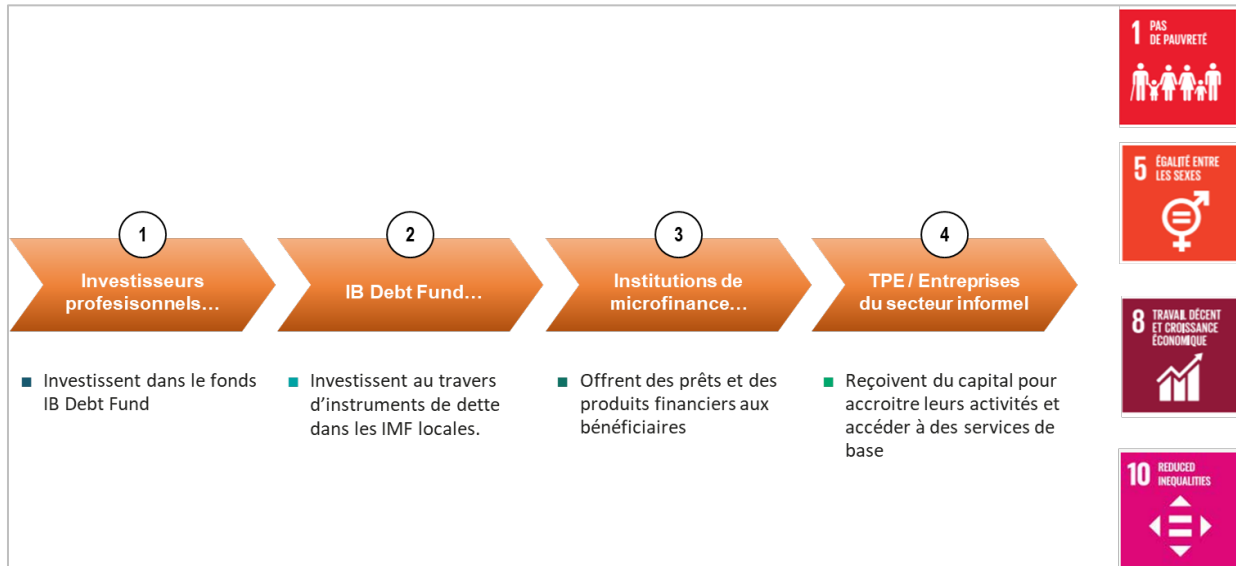 1
Investisseurs
profesisonnels…
■ Investissent dans le fonds
IB Debt Fund
2
IB Debt Fund…
■ Investissent au travers
d’instruments de dette
dans les IMF locales.
3
Institutions de
microfinance…
■ Offrent des prêts et des
produits financiers aux
bénéficiaires
4
TPE / Entreprises
du secteur informel
■ Reçoivent du capital pour
accroitre leurs activités et
accéder à des services de
base
1 PAS
DE PAUVRETÉ
5 ÉGALITÉ ENTRE
LES SEXES
8 TRAVAIL DÉCENT
ET CROISSANCE
ÉCONOMIQUE
10 REDUCED
INEQUALITIES